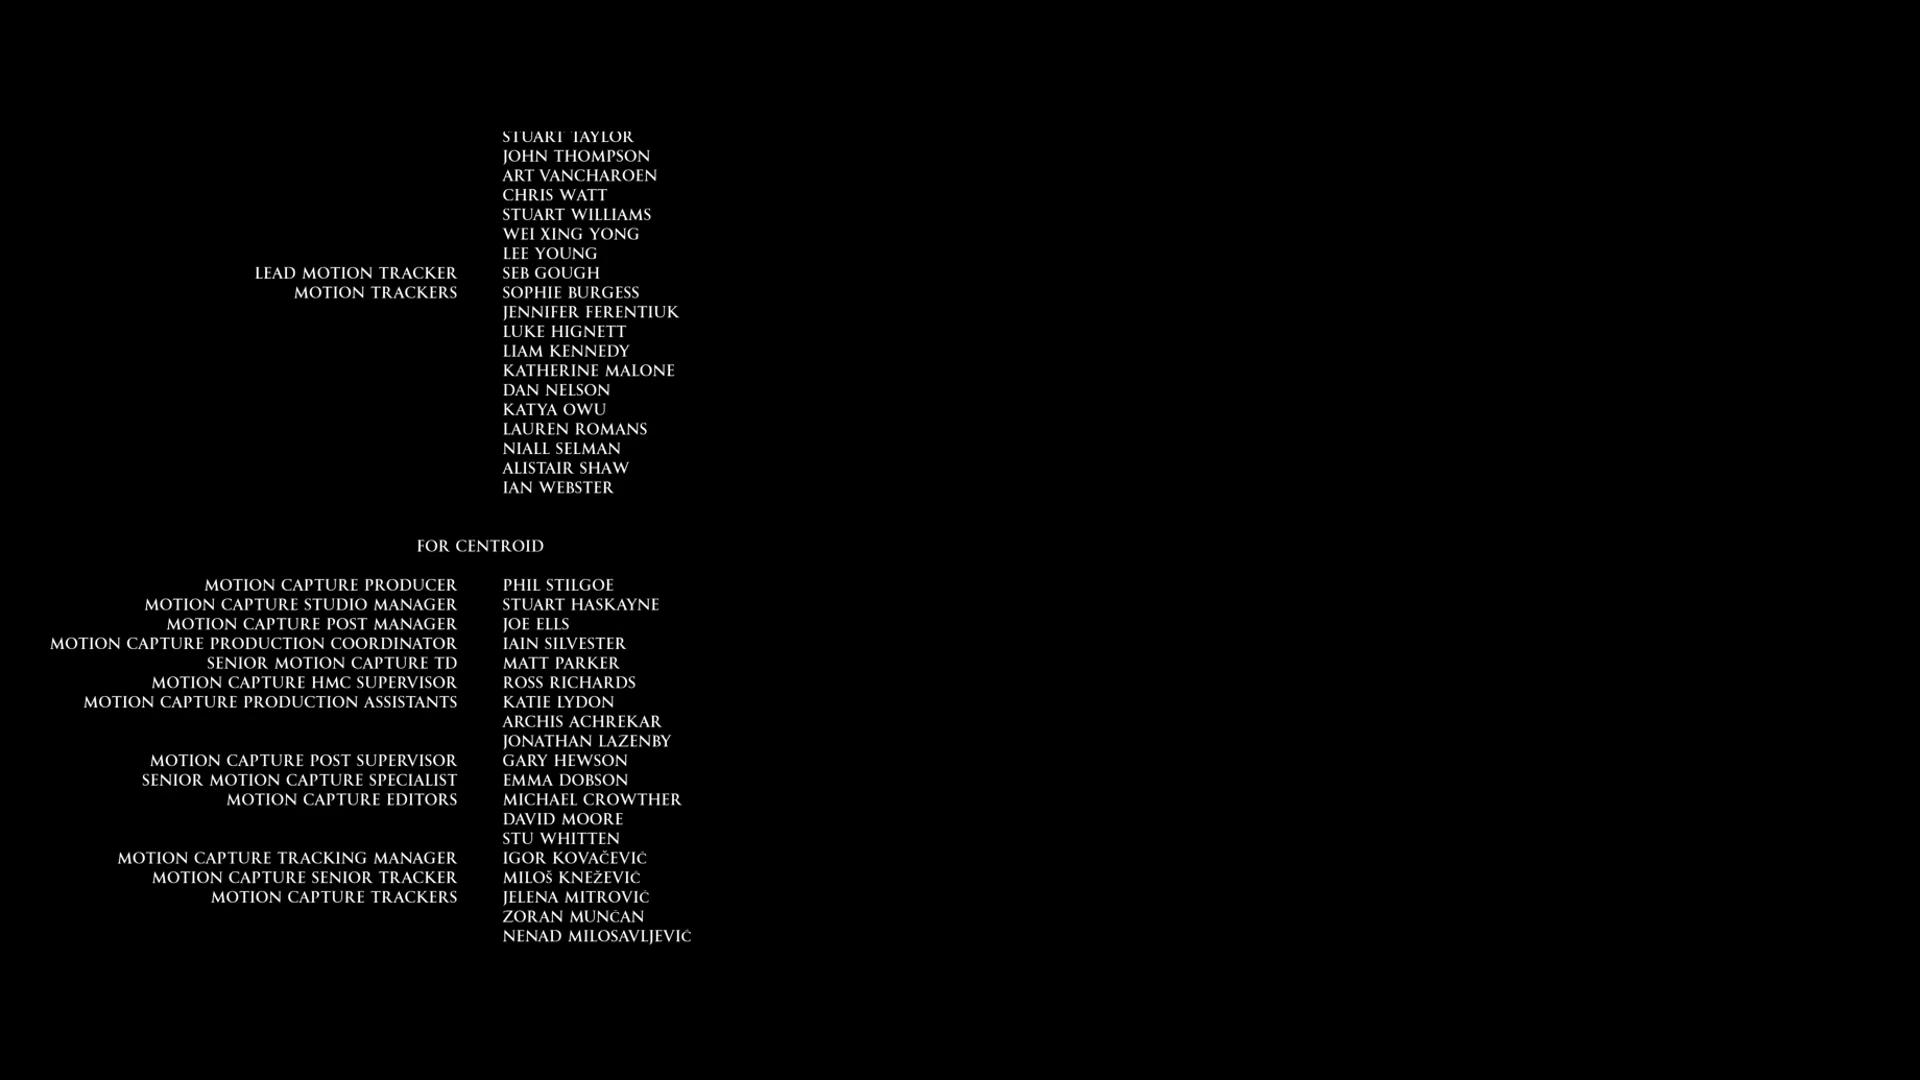 STUART TAYLOR
JOHN THOMPSON
ART VANCHAROEN
CHRIS WATT
STUART WILLIAMS
WEI XING YONG
LEE YOUNG
LEAD MOTION TRACKER SEB GOUGH
MOTION TRACKERS SOPHIE BURGESS
JENNIFER FERENTIUK
LUKE HIGNETT
LIAM KENNEDY
KATHERINE MALONE
DAN NELSON
KATYA OWU
LAUREN ROMANS
NIALL SELMAN
ALISTAIR SHAW
IAN WEBSTER
FOR CENTROID
MOTION CAPTURE PRODUCER PHIL STILGOE
MOTION CAPTURE STUDIO MANAGER STUART HASKAYNE
MOTION CAPTURE POST MANAGER JOE ELLS
MOTION CAPTURE PRODUCTION COORDINATOR IAIN SILVESTER
SENIOR MOTION CAPTURE TD MATT PARKER
MOTION CAPTURE HMC SUPERVISOR ROSS RICHARDS
MOTION CAPTURE PRODUCTION ASSISTANTS KATIE LYDON
ARCHIS ACHREKAR
JONATHAN LAZENBY
MOTION CAPTURE POST SUPERVISOR GARY HEWSON
SENIOR MOTION CAPTURE SPECIALIST EMMA DOBSON
MOTION CAPTURE EDITORS MICHAEL CROWTHER
DAVID MOORE
STU WHITTEN
MOTION CAPTURE TRACKING MANAGER IGOR KOVAČEVIĆ
MOTION CAPTURE SENIOR TRACKER MILOŠ KNEŽEVIĆ
MOTION CAPTURE TRACKERS JELENA MITROVIĆ
ZORAN MUNĆAN
NENAD MILOSAVLJEVIĆ